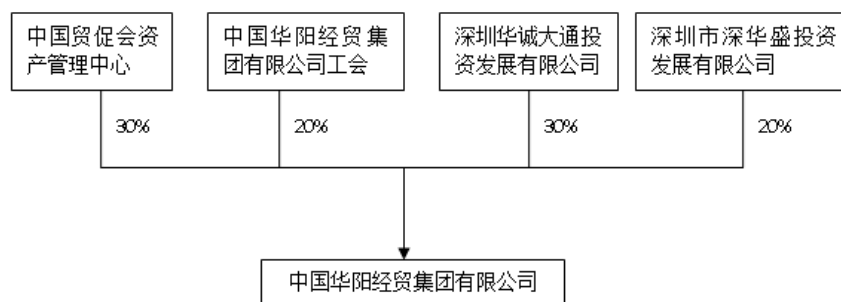 中国贸促会资
产管理中心
中国华阳经贸集
团有限公司工会
深圳华诚大通投
资发展有限公司
深圳市深华盛投资
发展有限公司
30%
20%
30%
20%
中国华阳经贸集团有限公司